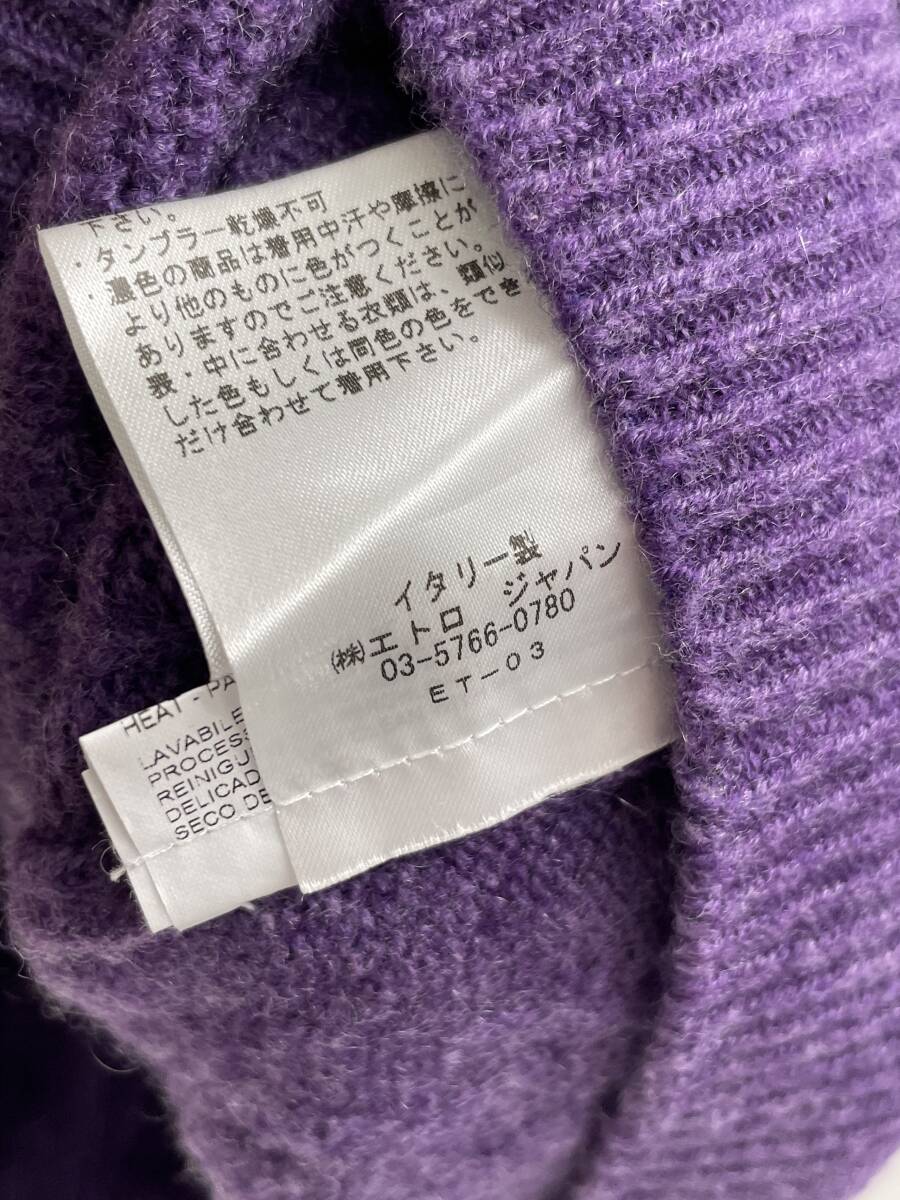 下さい。
・タンブラー乾燥不可
・濃色の商品は着用中汗や摩擦に
より他のものに色がつくことが
ありますのでご注意ください。
表・中に合わせる衣類は、類似
した色もしくは同色の色をでき
だけ合わせて着用下さい。
イタリー製
(株)エトロ ジャパン
03-5766-0780
ET-03
HEAT - PA
LAVABILE
PROCESS
REINIGU
DELICAD
SECO DE